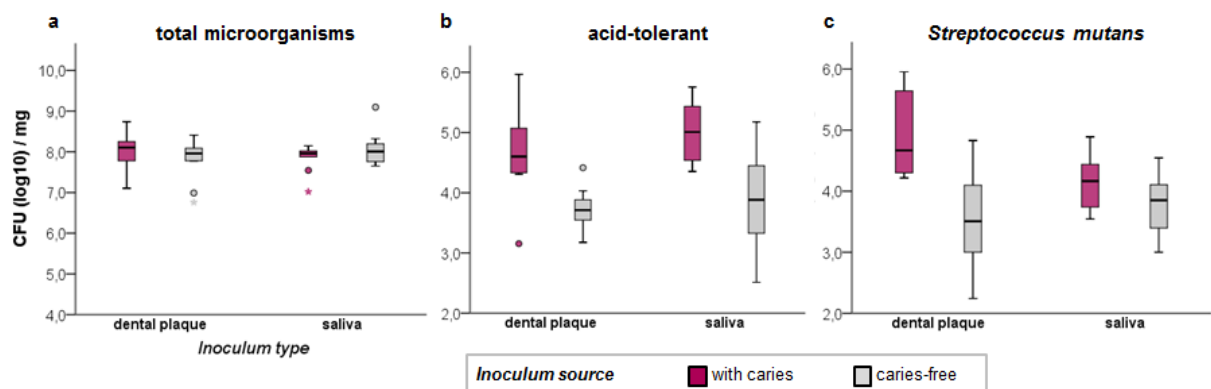 a
total microorganisms
CFU (log10) / mg
10,0
9,0
8,0
7,0
6,0
5,0
4,0
dental plaque
saliva
Inoculum type
b
acid-tolerant
6,0
5,0
4,0
3,0
2,0
dental plaque
saliva
c
Streptococcus mutans
6,0
5,0
4,0
3,0
2,0
dental plaque
saliva
Inoculum source with caries caries-free